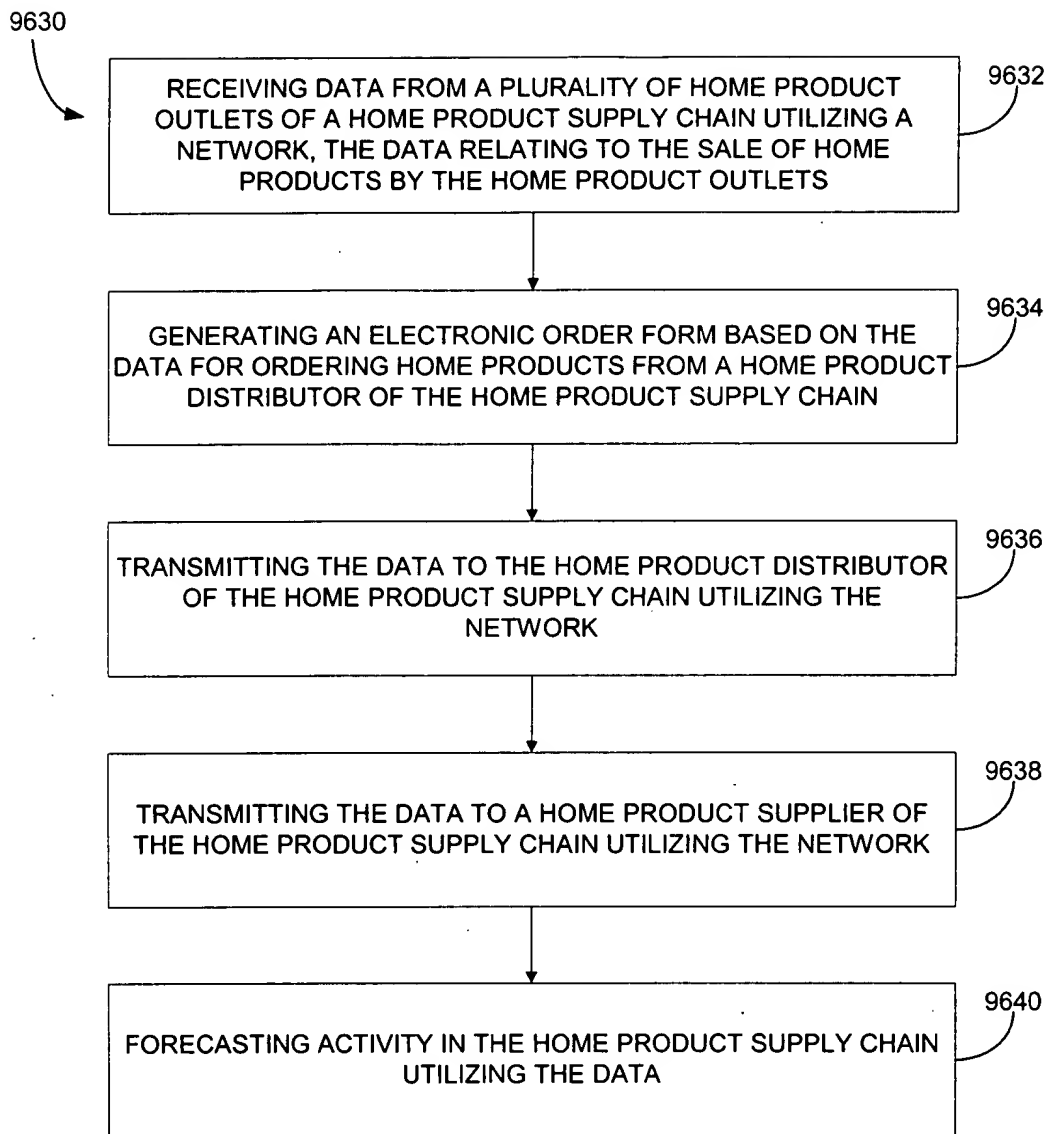 9630
9632
RECEIVING DATA FROM A PLURALITY OF HOME PRODUCT
OUTLETS OF A HOME PRODUCT SUPPLY CHAIN UTILIZING A
NETWORK, THE DATA RELATING TO THE SALE OF HOME
PRODUCTS BY THE HOME PRODUCT OUTLETS
9634
GENERATING AN ELECTRONIC ORDER FORM BASED ON THE
DATA FOR ORDERING HOME PRODUCTS FROM A HOME PRODUCT
DISTRIBUTOR OF THE HOME PRODUCT SUPPLY CHAIN
9636
TRANSMITTING THE DATA TO THE HOME PRODUCT DISTRIBUTOR
OF THE HOME PRODUCT SUPPLY CHAIN UTILIZING THE
NETWORK
9638
TRANSMITTING THE DATA TO A HOME PRODUCT SUPPLIER OF
THE HOME PRODUCT SUPPLY CHAIN UTILIZING THE NETWORK
9640
FORECASTING ACTIVITY IN THE HOME PRODUCT SUPPLY CHAIN
UTILIZING THE DATA